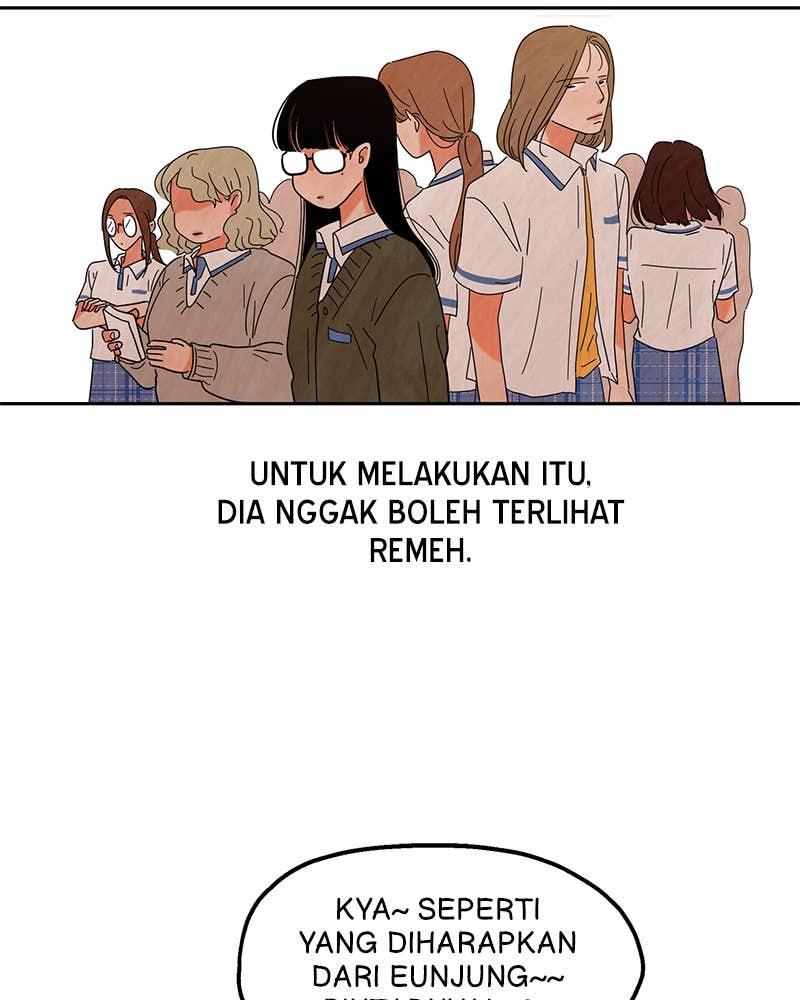 UNTUK MELAKUKAN ITU,
DIA NGGAK BOLEH TERLIHAT
REMEH.
KYA~ SEPERTI
YANG DIHARAPKAN
DARI EUNJUNG~~